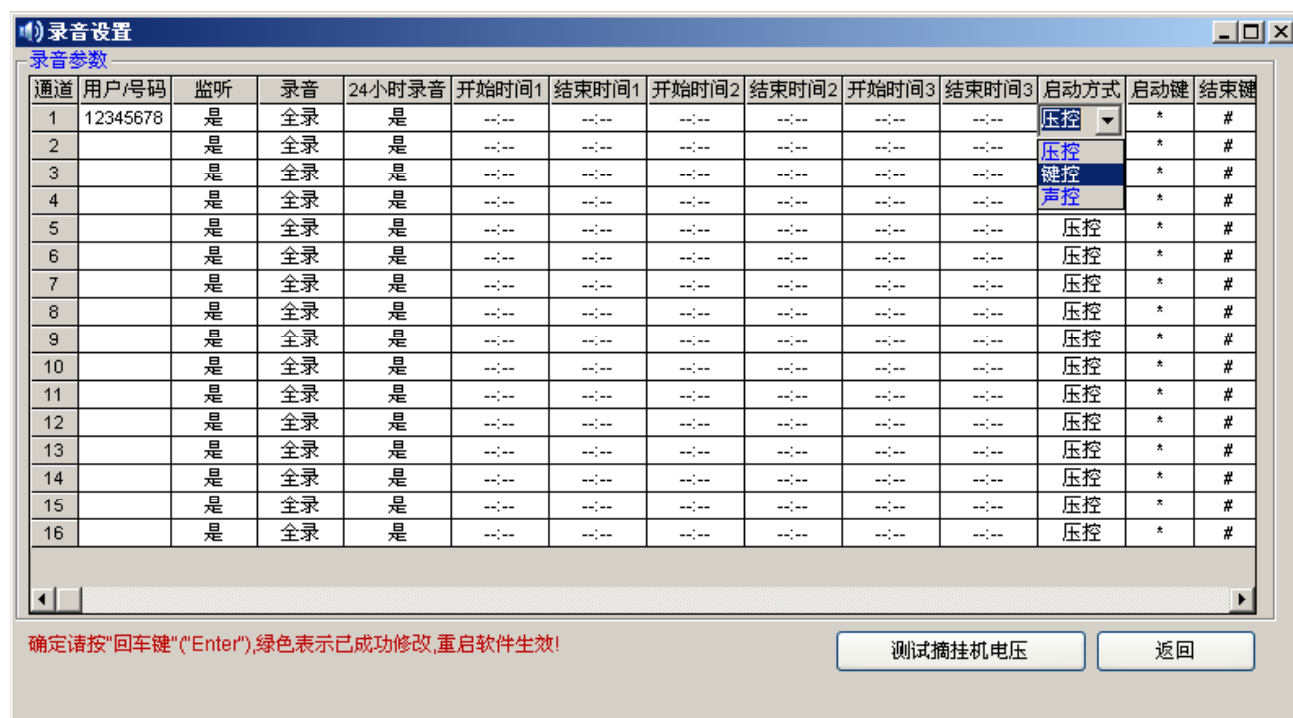 录音设置
录音参数
通道 用户/号码 监听 录音 24小时录音 开始时间1 结束时间1 开始时间2 结束时间2 开始时间3 结束时间3 启动方式 启动键 结束键
1 12345678 是 全录 是 --:-- --:-- --:-- --:-- --:-- --:-- 压控 * #
2 是 全录 是 --:-- --:-- --:-- --:-- --:-- --:-- 压控 * #
3 是 全录 是 --:-- --:-- --:-- --:-- --:-- --:-- 键控 * #
4 是 全录 是 --:-- --:-- --:-- --:-- --:-- --:-- 声控 * #
5 是 全录 是 --:-- --:-- --:-- --:-- --:-- --:-- 压控 * #
6 是 全录 是 --:-- --:-- --:-- --:-- --:-- --:-- 压控 * #
7 是 全录 是 --:-- --:-- --:-- --:-- --:-- --:-- 压控 * #
8 是 全录 是 --:-- --:-- --:-- --:-- --:-- --:-- 压控 * #
9 是 全录 是 --:-- --:-- --:-- --:-- --:-- --:-- 压控 * #
10 是 全录 是 --:-- --:-- --:-- --:-- --:-- --:-- 压控 * #
11 是 全录 是 --:-- --:-- --:-- --:-- --:-- --:-- 压控 * #
12 是 全录 是 --:-- --:-- --:-- --:-- --:-- --:-- 压控 * #
13 是 全录 是 --:-- --:-- --:-- --:-- --:-- --:-- 压控 * #
14 是 全录 是 --:-- --:-- --:-- --:-- --:-- --:-- 压控 * #
15 是 全录 是 --:-- --:-- --:-- --:-- --:-- --:-- 压控 * #
16 是 全录 是 --:-- --:-- --:-- --:-- --:-- --:-- 压控 * #
确定请按"回车键"("Enter"),绿色表示已成功修改,重启软件生效! 测试摘挂机电压 返回